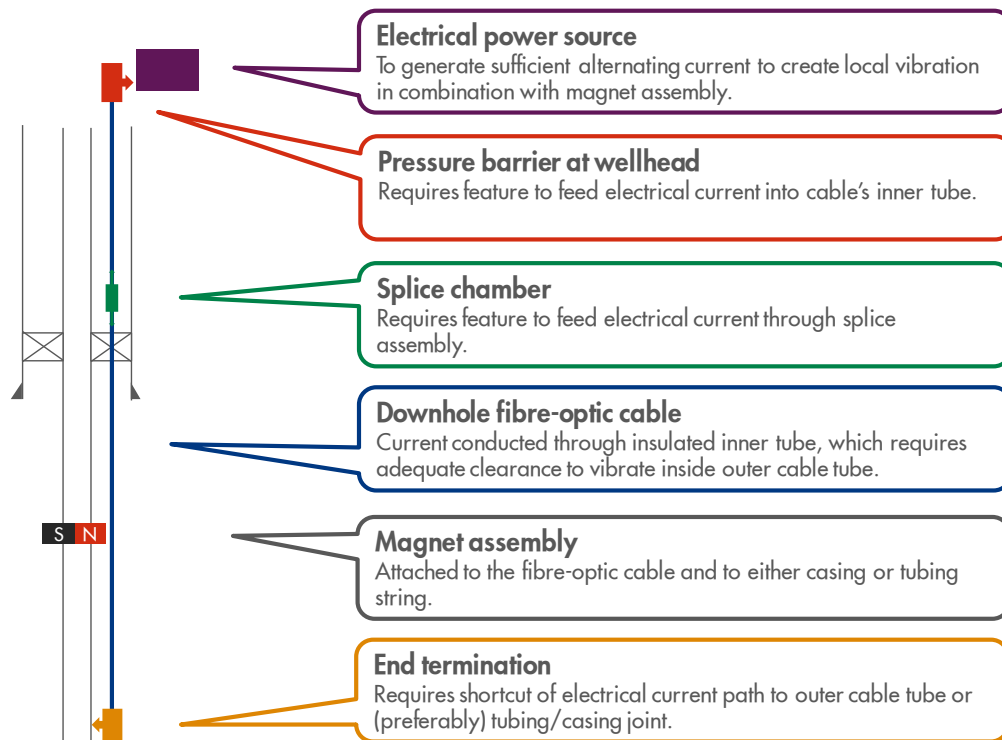 Electrical power source
To generate sufficient alternating current to create local vibration
in combination with magnet assembly.
Pressure barrier at wellhead
Requires feature to feed electrical current into cable's inner tube.
Splice chamber
Requires feature to feed electrical current through splice
assembly.
Downhole fibre-optic cable
Current conducted through insulated inner tube, which requires
adequate clearance to vibrate inside outer cable tube.
S N
Magnet assembly
Attached to the fibre-optic cable and to either casing or tubing
string.
End termination
Requires shortcut of electrical current path to outer cable tube or
(preferably) tubing/casing joint.